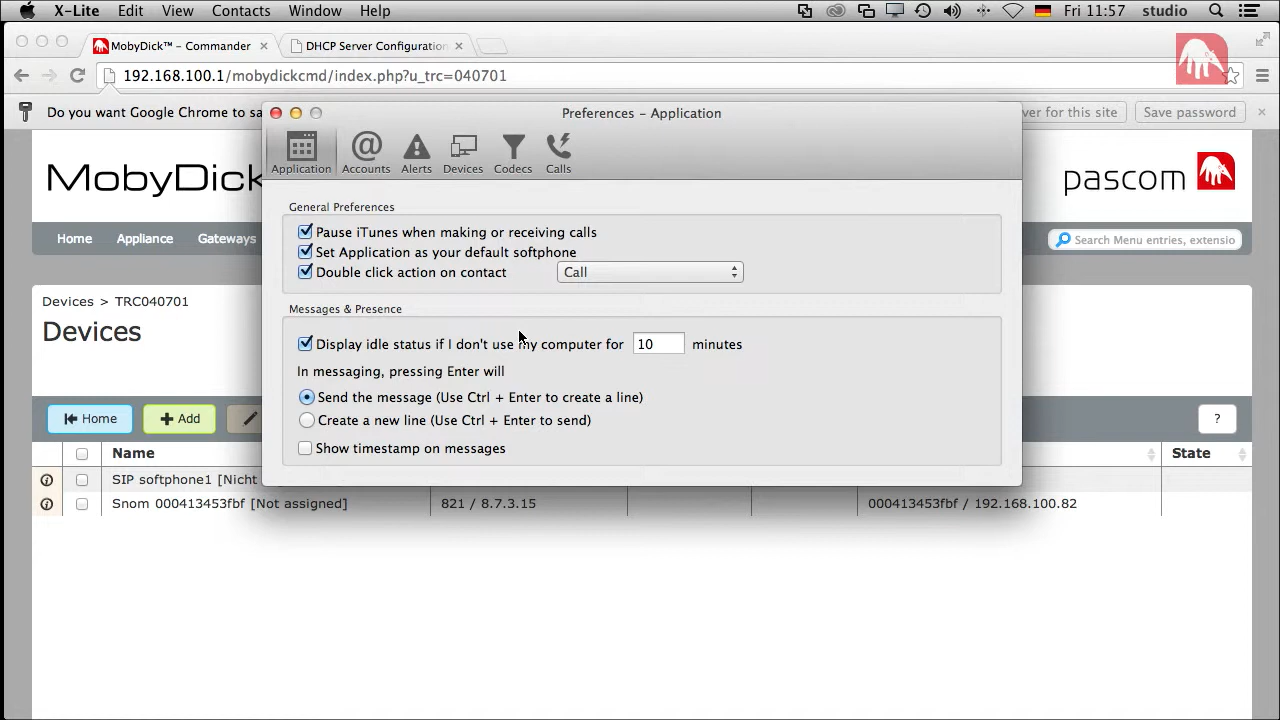 X-Lite Edit View Contacts Window Help Fri 11:57 studio
MobyDick™ – Commander DHCP Server Configuration
192.168.100.1/mobydickcmd/index.php?u_trc=040701
Do you want Google Chrome to sa ver for this site Save password
Preferences – Application
Application Accounts Alerts Devices Codecs Calls
MobyDick pascom
General Preferences
Pause iTunes when making or receiving calls
Home Appliance Gateways Search Menu entries, extensio
Set Application as your default softphone
Double click action on contact Call
Devices > TRC040701
Messages & Presence
Devices
Display idle status if I don't use my computer for 10 minutes
In messaging, pressing Enter will
Send the message (Use Ctrl + Enter to create a line)
Create a new line (Use Ctrl + Enter to send)
Home Add ?
Show timestamp on messages
Name State
SIP softphone1 [Nicht
Snom 000413453fbf [Not assigned] 821 / 8.7.3.15 000413453fbf / 192.168.100.82